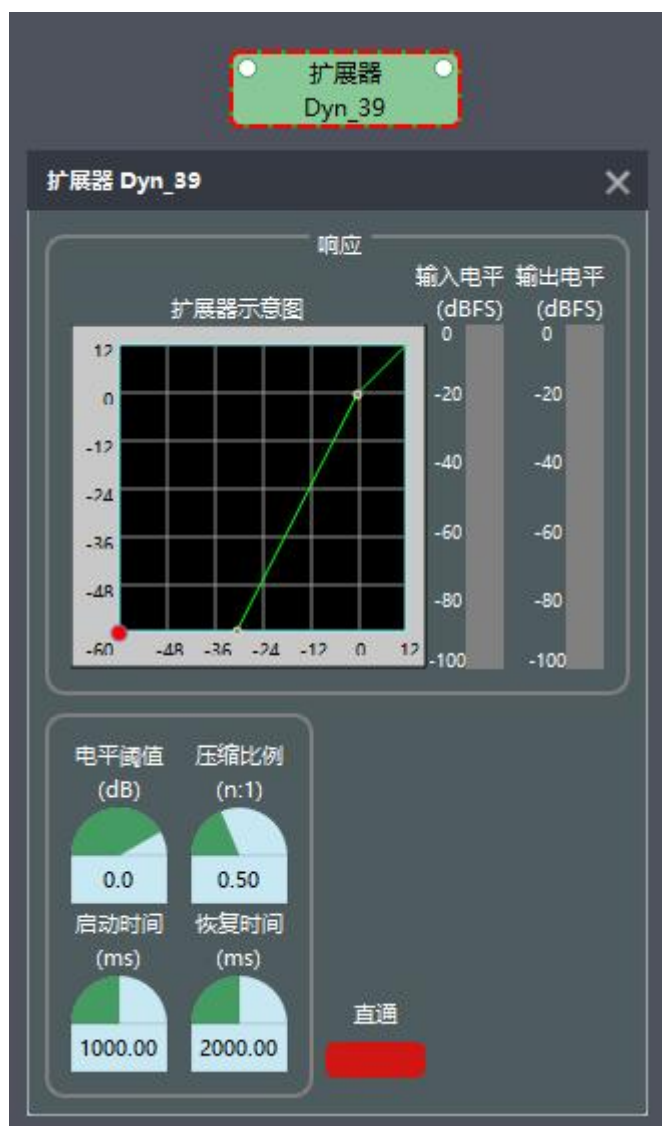 扩展器
Dyn_39
扩展器 Dyn_39
响应
输入电平 输出电平
扩展器示意图 (dBFS) (dBFS)
12
0
-12
-24
-36
-48
-60 -48 -36 -24 -12 0 12
0 0
-20 -20
-40 -40
-60 -60
-80 -80
-100 -100
电平阈值 压缩比例
(dB) (n:1)
0.0 0.50
启动时间 恢复时间
(ms) (ms)
1000.00 2000.00
直通